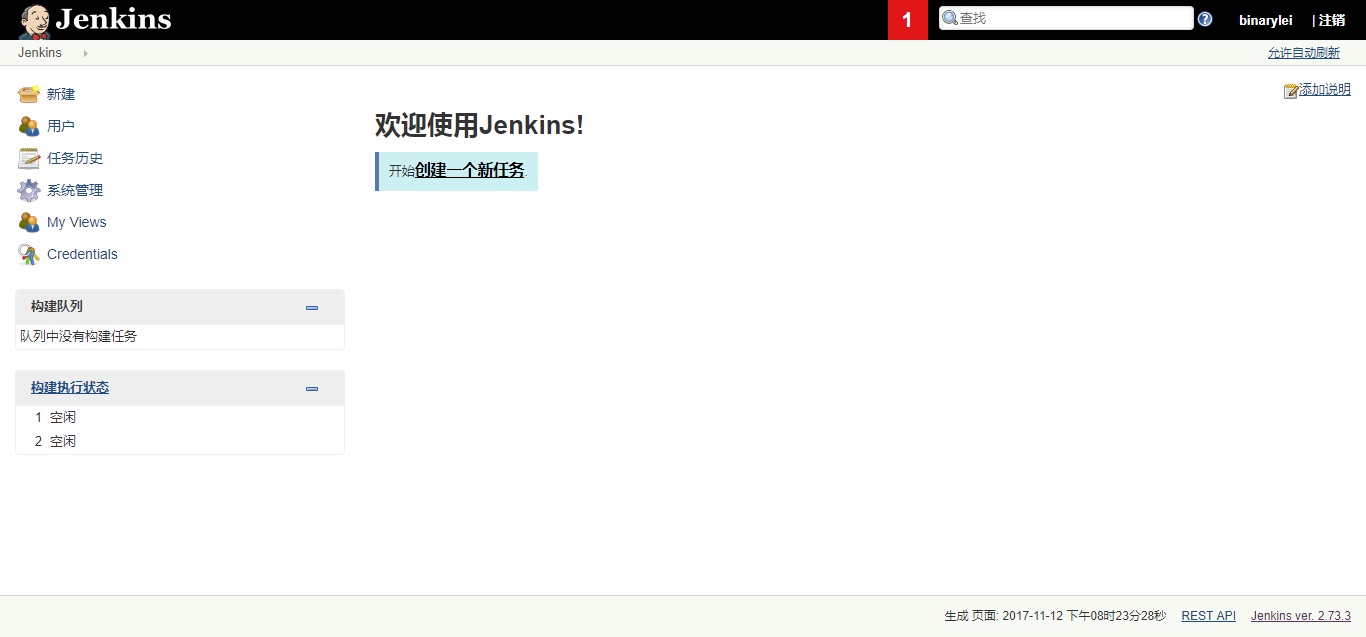 Jenkins
1
查找
binarylei | 注销
Jenkins
允许自动刷新
新建
用户
任务历史
系统管理
My Views
Credentials
构建队列
队列中没有构建任务
构建执行状态
1 空闲
2 空闲
添加说明
欢迎使用Jenkins!
开始创建一个新任务.
生成 页面: 2017-11-12 下午08时23分28秒 REST API Jenkins ver. 2.73.3